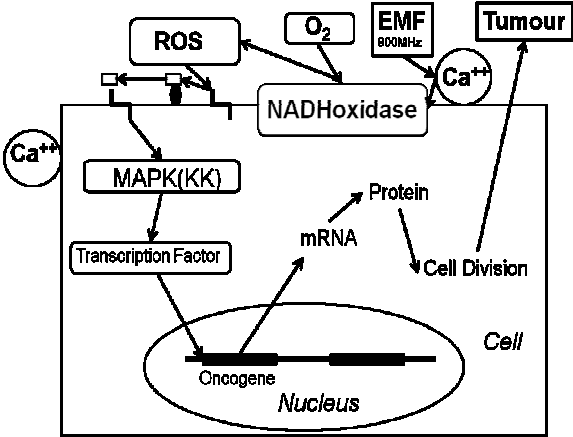 ROS
O₂
EMF
900MHz
Tumour
Ca⁺⁺
NADHoxidase
Ca⁺⁺
MAPK(KK)
Protein
mRNA
Transcription Factor
Cell Division
Cell
Oncogene
Nucleus